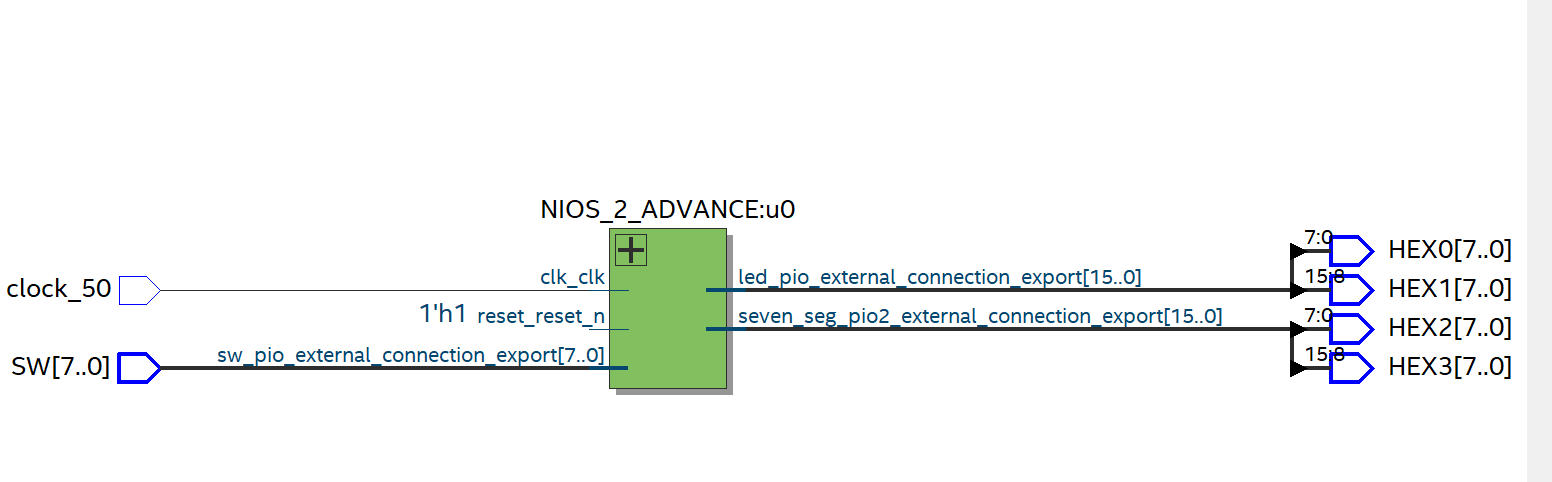 NIOS_2_ADVANCE:u0
clock_50
clk_clk
1'h1 reset_reset_n
SW[7..0]
sw_pio_external_connection_export[7..0]
led_pio_external_connection_export[15..0]
seven_seg_pio2_external_connection_export[15..0]
7:0 HEX0[7..0]
15:8 HEX1[7..0]
7:0 HEX2[7..0]
15:8 HEX3[7..0]